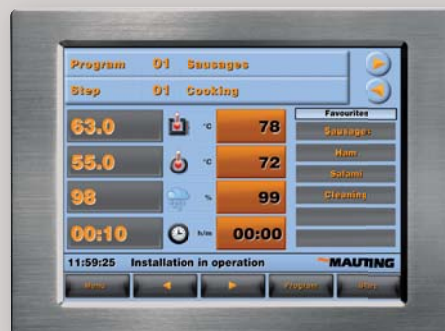 Program 01 Sausages
Step 01 Cooking
Favourites
63.0 °C 78
Sausages
55.0 °C 72
Ham
Salami
98 % 99
Cleaning
00:10 h/m 00:00
11:59:25 Installation in operation MAUTING
Menu Program Start